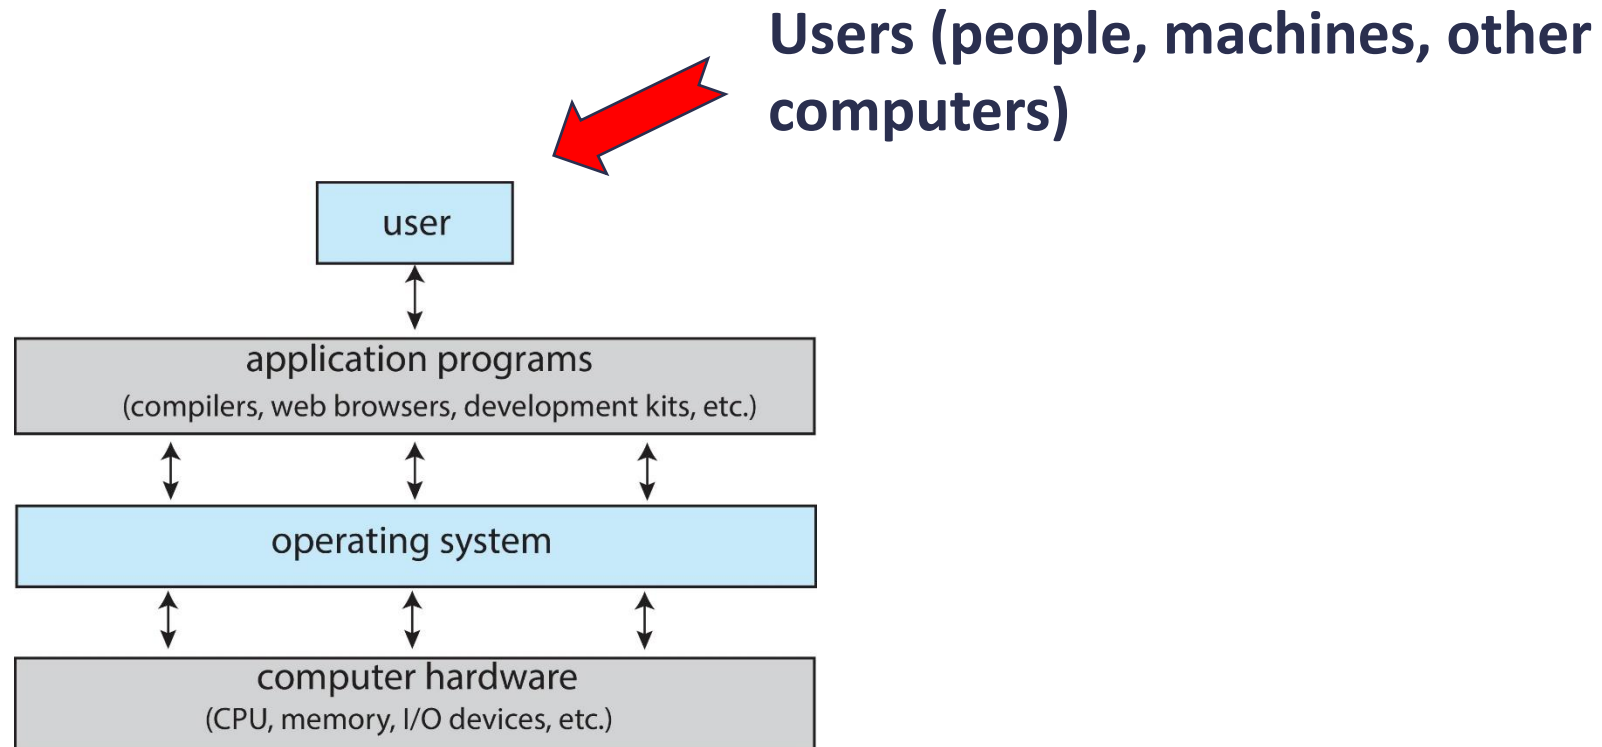 Users (people, machines, other
computers)
user
application programs
(compilers, web browsers, development kits, etc.)
operating system
computer hardware
(CPU, memory, I/O devices, etc.)